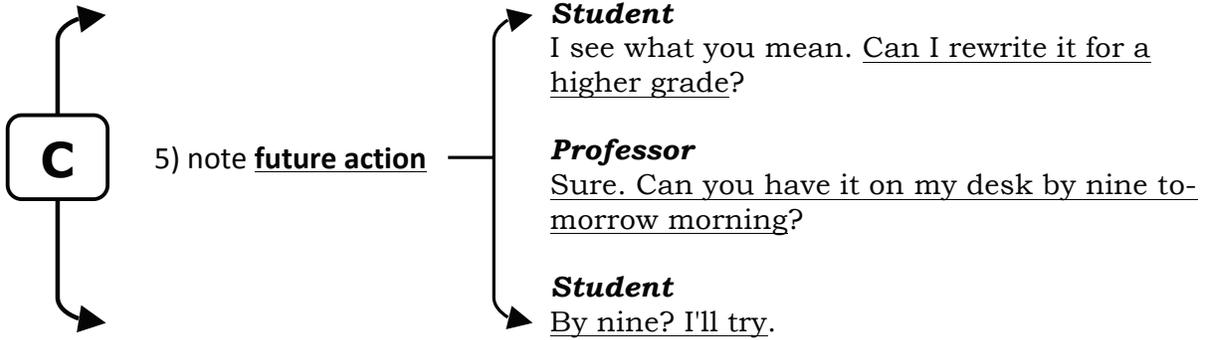 C
5) note future action
Student
I see what you mean. Can I rewrite it for a
higher grade?
Professor
Sure. Can you have it on my desk by nine to-
morrow morning?
Student
By nine? I'll try.